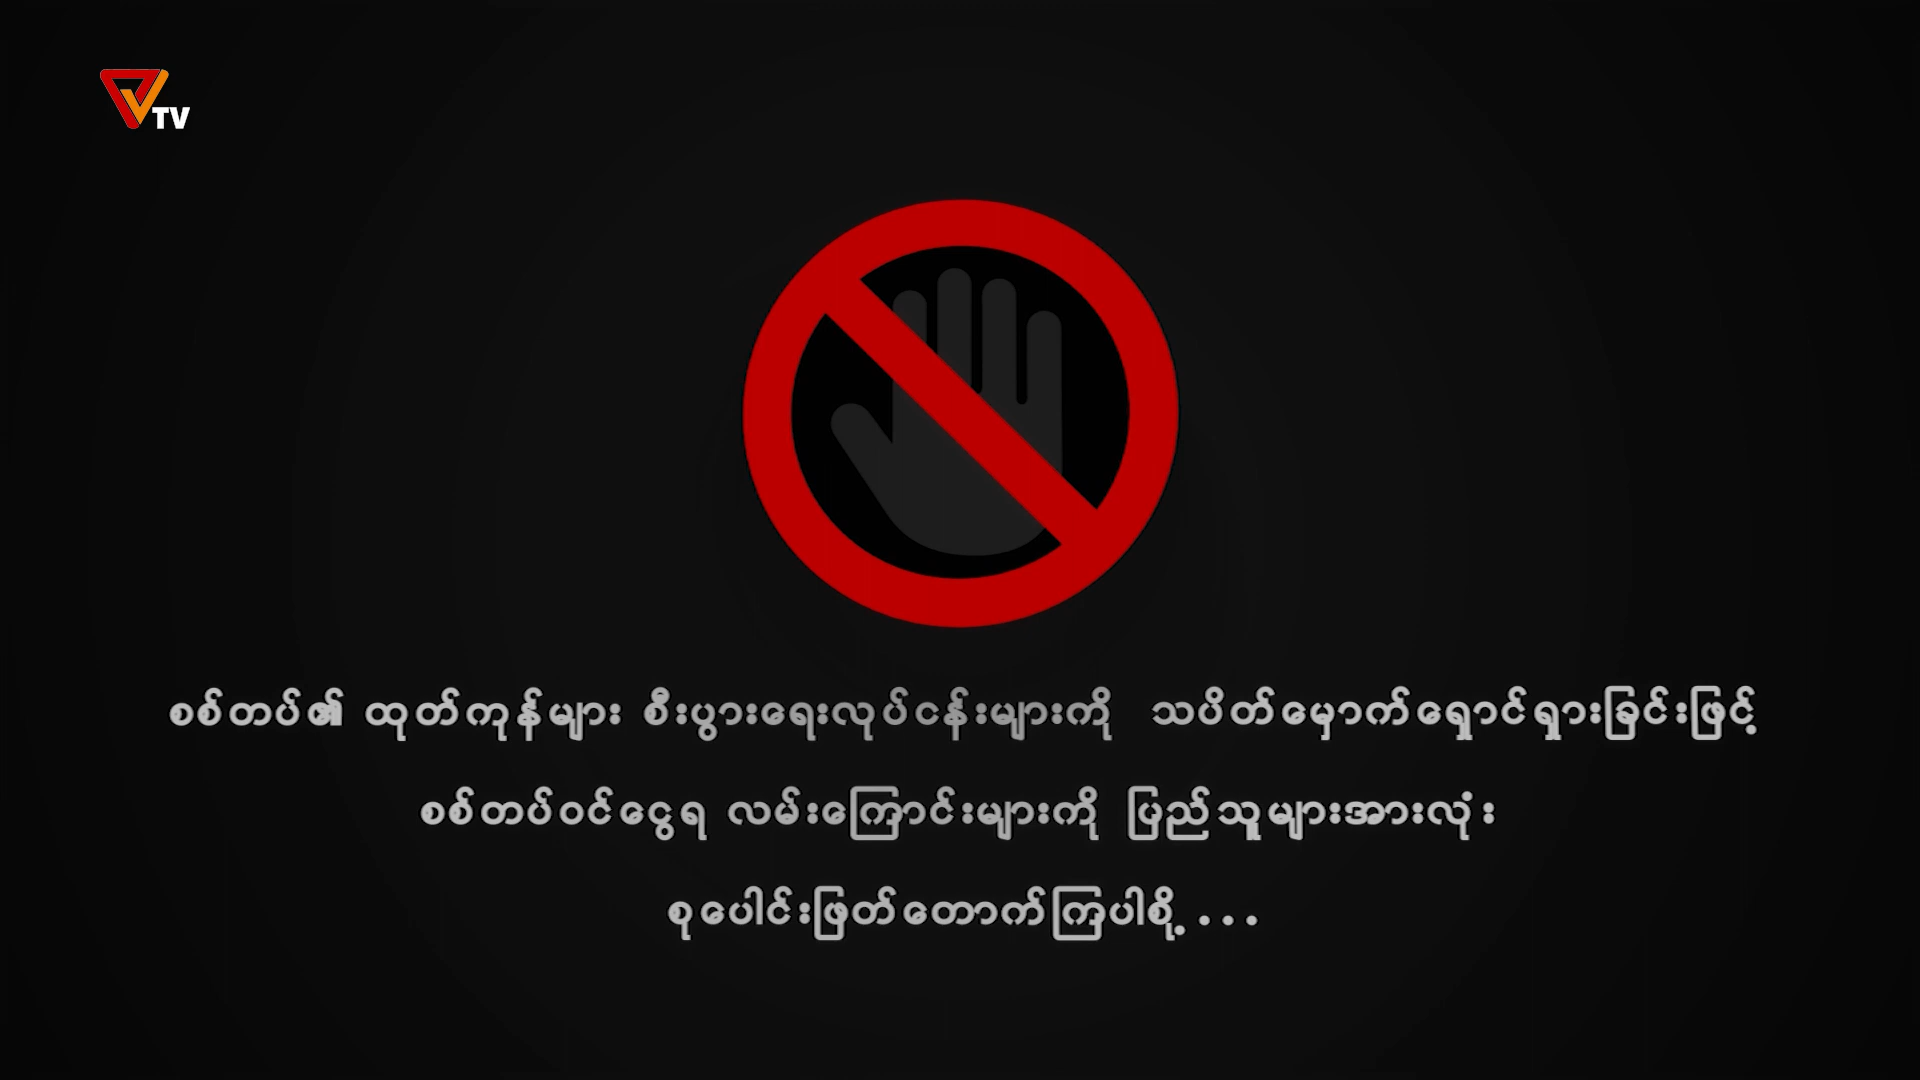 TV
စစ်တပ်၏ ထုတ်ကုန်များ စီးပွားရေးလုပ်ငန်းများကို သပိတ်မှောက်ရှောင်ရှားခြင်းဖြင့်
စစ်တပ်ဝင်ငွေရ လမ်းကြောင်းများကို ပြည်သူများအားလုံး
စုပေါင်းဖြတ်တောက်ကြပါစို့ ...